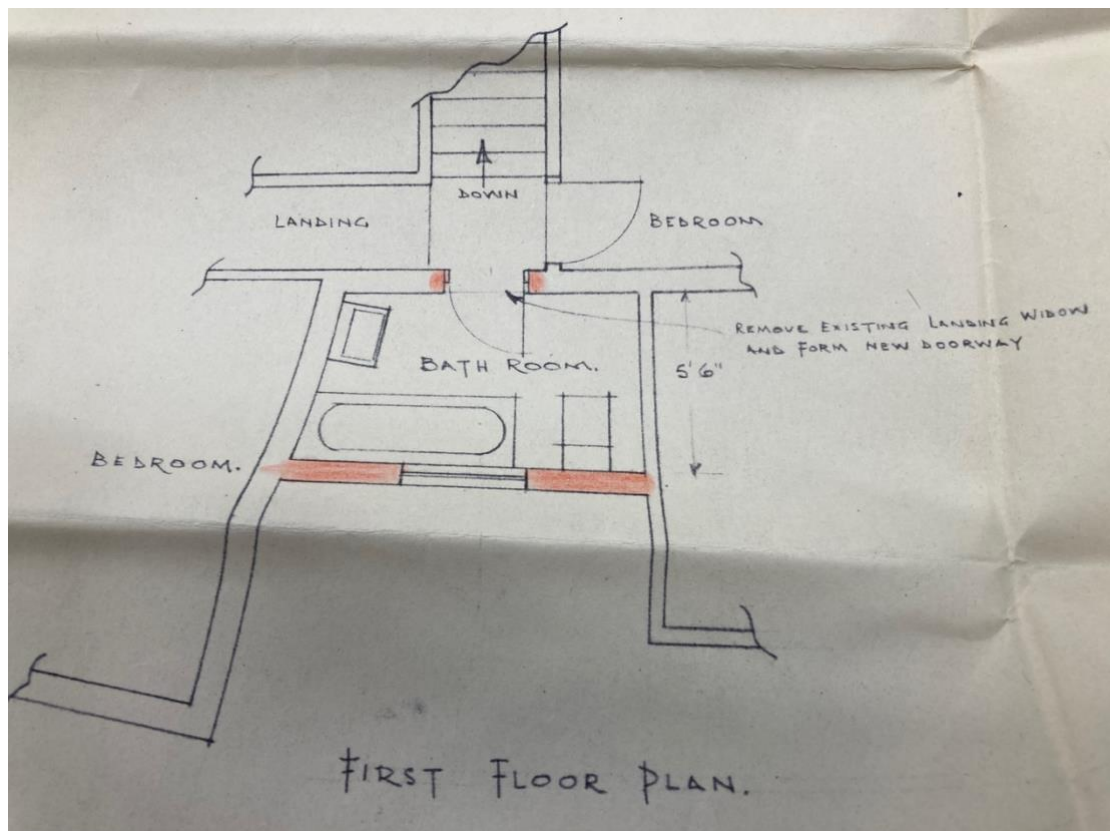 DOWN
LANDING
BEDROOM
REMOVE EXISTING LANDING WIDOW
AND FORM NEW DOORWAY
BATH ROOM.
5'6"
BEDROOM.
FIRST FLOOR PLAN.